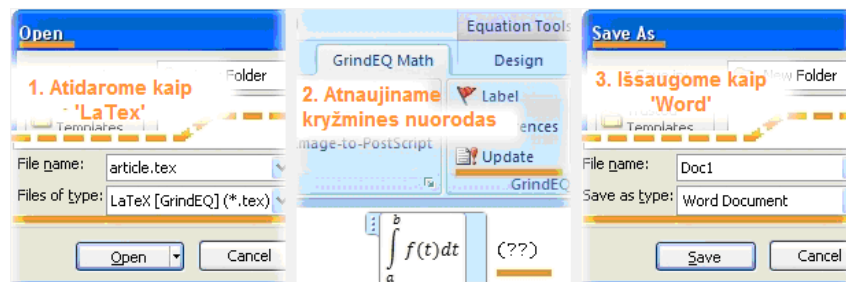 Open
Folder
1. Atidarome kaip
'LaTex'
Templates
File name:
article.tex
Files of type:
LaTeX [GrindEQ] (*.tex)
Open
Cancel
Equation Tools
GrindEQ Math
Design
2. Atnaujiname
kryžmines nuorodas
Label
ences
mage-to-PostScript
Update
GrindEQ
b
∫ f(t)dt
a
(??)
Save As
Folder
3. Išsaugome kaip
'Word'
Templates
File name:
Doc1
Save as type:
Word Document
Save
Cancel